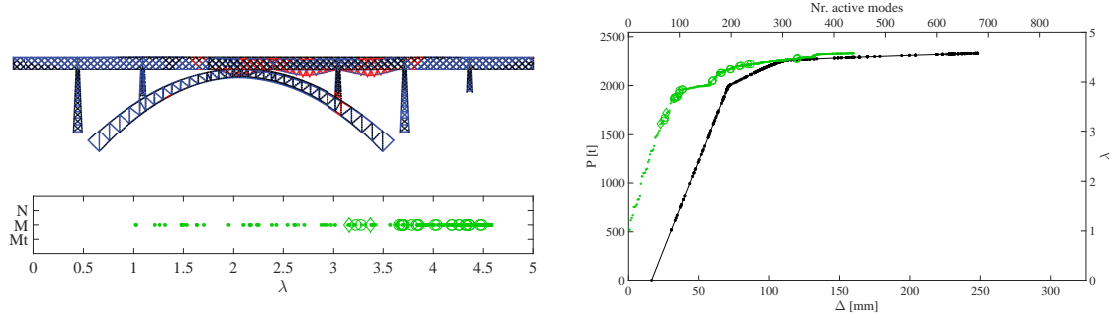 N
M
Mt
0 0.5 1 1.5 2 2.5 3 3.5 4 4.5 5
λ
Nr. active modes
0 100 200 300 400 500 600 700 800
2500
2000
1500
1000
500
0
P [t]
5
4
3
2
1
0
λ
0 50 100 150 200 250 300
Δ [mm]